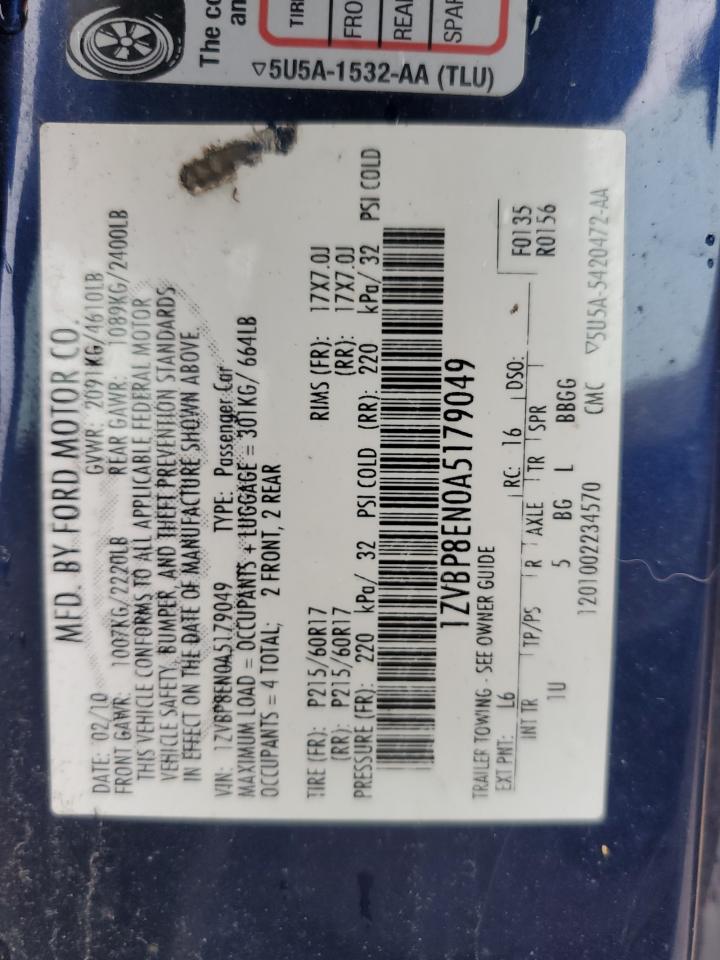 The co
an
TIRE
FRO
REA
SPAR
▽5U5A-1532-AA (TLU)
MFD. BY FORD MOTOR CO.
DATE: 02/10 GVWR: 2091KG/4610LB
FRONT GAWR: 1007KG/2220LB REAR GAWR: 1089KG/2400LB
THIS VEHICLE CONFORMS TO ALL APPLICABLE FEDERAL MOTOR
VEHICLE SAFETY, BUMPER, AND THEFT PREVENTION STANDARDS
IN EFFECT ON THE DATE OF MANUFACTURE SHOWN ABOVE.
VIN: 1ZVBP8EN0A5179049 TYPE: Passenger Car
MAXIMUM LOAD = OCCUPANTS + LUGGAGE = 301KG/ 664LB
OCCUPANTS = 4 TOTAL; 2 FRONT, 2 REAR
TIRE (FR): P215/60R17 RIMS (FR): 17X7.0J
(RR): P215/60R17 (RR): 17X7.0J
PRESSURE (FR): 220 kPa/ 32 PSI COLD (RR): 220 kPa/ 32 PSI COLD
1ZVBP8EN0A5179049
TRAILER TOWING - SEE OWNER GUIDE
EXT PNT: L6 RC: 16 DSO: F0135
R0156
INT TR TP/PS R AXLE TR SPR
1U 5 BG L BBGG
1201002234570 CMC ▽5U5A-5420472-AA